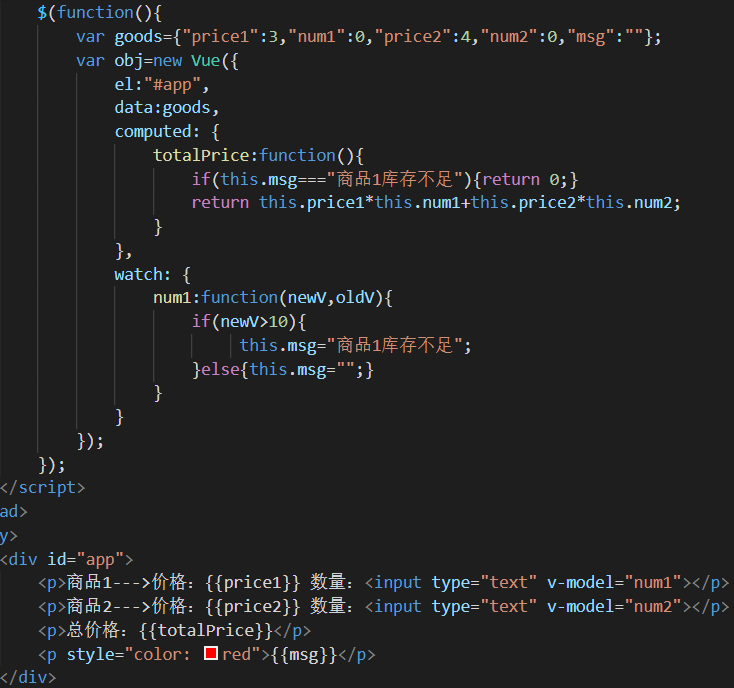 $(function(){
var goods={"price1":3,"num1":0,"price2":4,"num2":0,"msg":""};
var obj=new Vue({
el:"#app",
data:goods,
computed: {
totalPrice:function(){
if(this.msg==="商品1库存不足"){return 0;}
return this.price1*this.num1+this.price2*this.num2;
}
},
watch: {
num1:function(newV,oldV){
if(newV>10){
this.msg="商品1库存不足";
}else{this.msg="";}
}
}
});
});
</script>
ad>
y>
<div id="app">
<p>商品1--->价格：{{price1}} 数量：<input type="text" v-model="num1"></p>
<p>商品2--->价格：{{price2}} 数量：<input type="text" v-model="num2"></p>
<p>总价格：{{totalPrice}}</p>
<p style="color: red">{{msg}}</p>
</div>